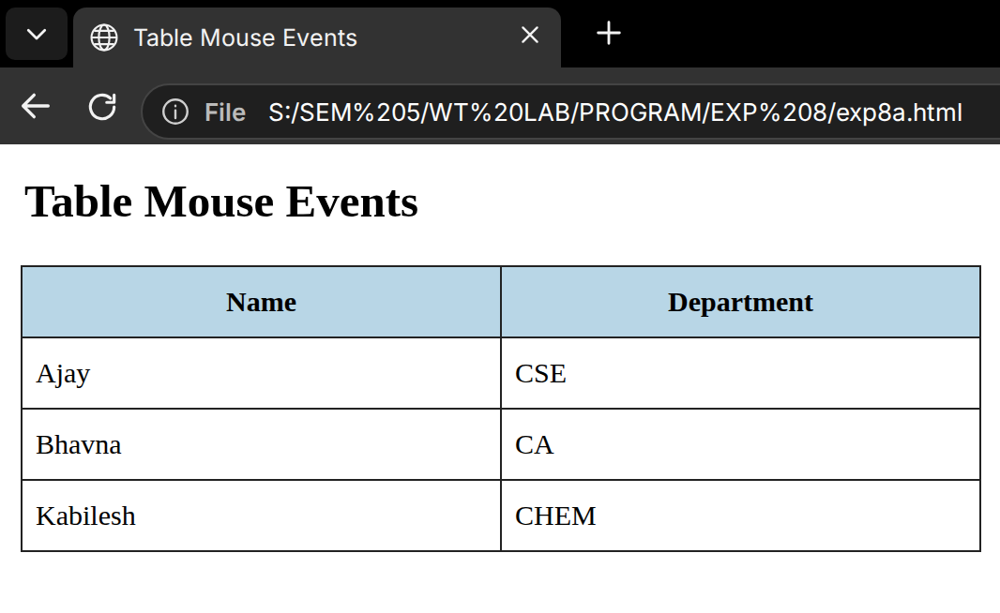 Table Mouse Events
File S:/SEM%205/WT%20LAB/PROGRAM/EXP%208/exp8a.html
Table Mouse Events
Name Department
Ajay CSE
Bhavna CA
Kabilesh CHEM